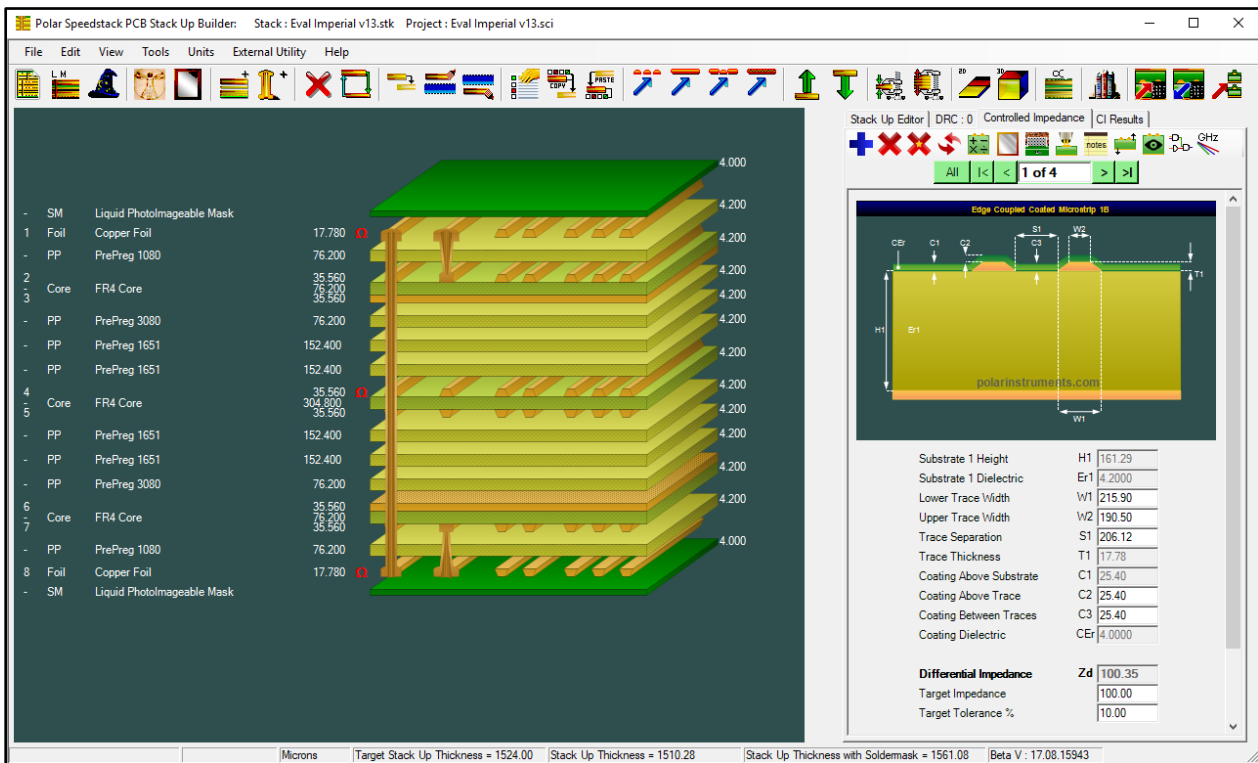 Polar Speedstack PCB Stack Up Builder: Stack : Eval Imperial v13.stk Project : Eval Imperial v13.sci
File Edit View Tools Units External Utility Help
L M
COPY
PASTE
2D
3D
OC
Stack Up Editor DRC : 0 Controlled Impedance CI Results
notes
GHz
All |< < 1 of 4 > >|
4.000
- SM Liquid PhotoImageable Mask
4.200
1 Foil Copper Foil 17.780 Ω
4.200
- PP PrePreg 1080 76.200
4.200
2 35.560
- Core FR4 Core 76.200
3 35.560
4.200
- PP PrePreg 3080 76.200
4.200
- PP PrePreg 1651 152.400
4.200
- PP PrePreg 1651 152.400
4.200
4 35.560 Ω
- Core FR4 Core 304.800
5 35.560
4.200
- PP PrePreg 1651 152.400
4.200
- PP PrePreg 1651 152.400
4.200
- PP PrePreg 3080 76.200
4.200
6 35.560
- Core FR4 Core 76.200
7 35.560
4.000
- PP PrePreg 1080 76.200
8 Foil Copper Foil 17.780 Ω
- SM Liquid PhotoImageable Mask
Edge Coupled Coated Microstrip 1B
S1 W2
CEr C1 C2 C3
T1
H1 Er1
polarinstruments.com
W1
Substrate 1 Height H1 161.29
Substrate 1 Dielectric Er1 4.2000
Lower Trace Width W1 215.90
Upper Trace Width W2 190.50
Trace Separation S1 206.12
Trace Thickness T1 17.78
Coating Above Substrate C1 25.40
Coating Above Trace C2 25.40
Coating Between Traces C3 25.40
Coating Dielectric CEr 4.0000
Differential Impedance Zd 100.35
Target Impedance 100.00
Target Tolerance % 10.00
Microns Target Stack Up Thickness = 1524.00 Stack Up Thickness = 1510.28 Stack Up Thickness with Soldermask = 1561.08 Beta V : 17.08.15943